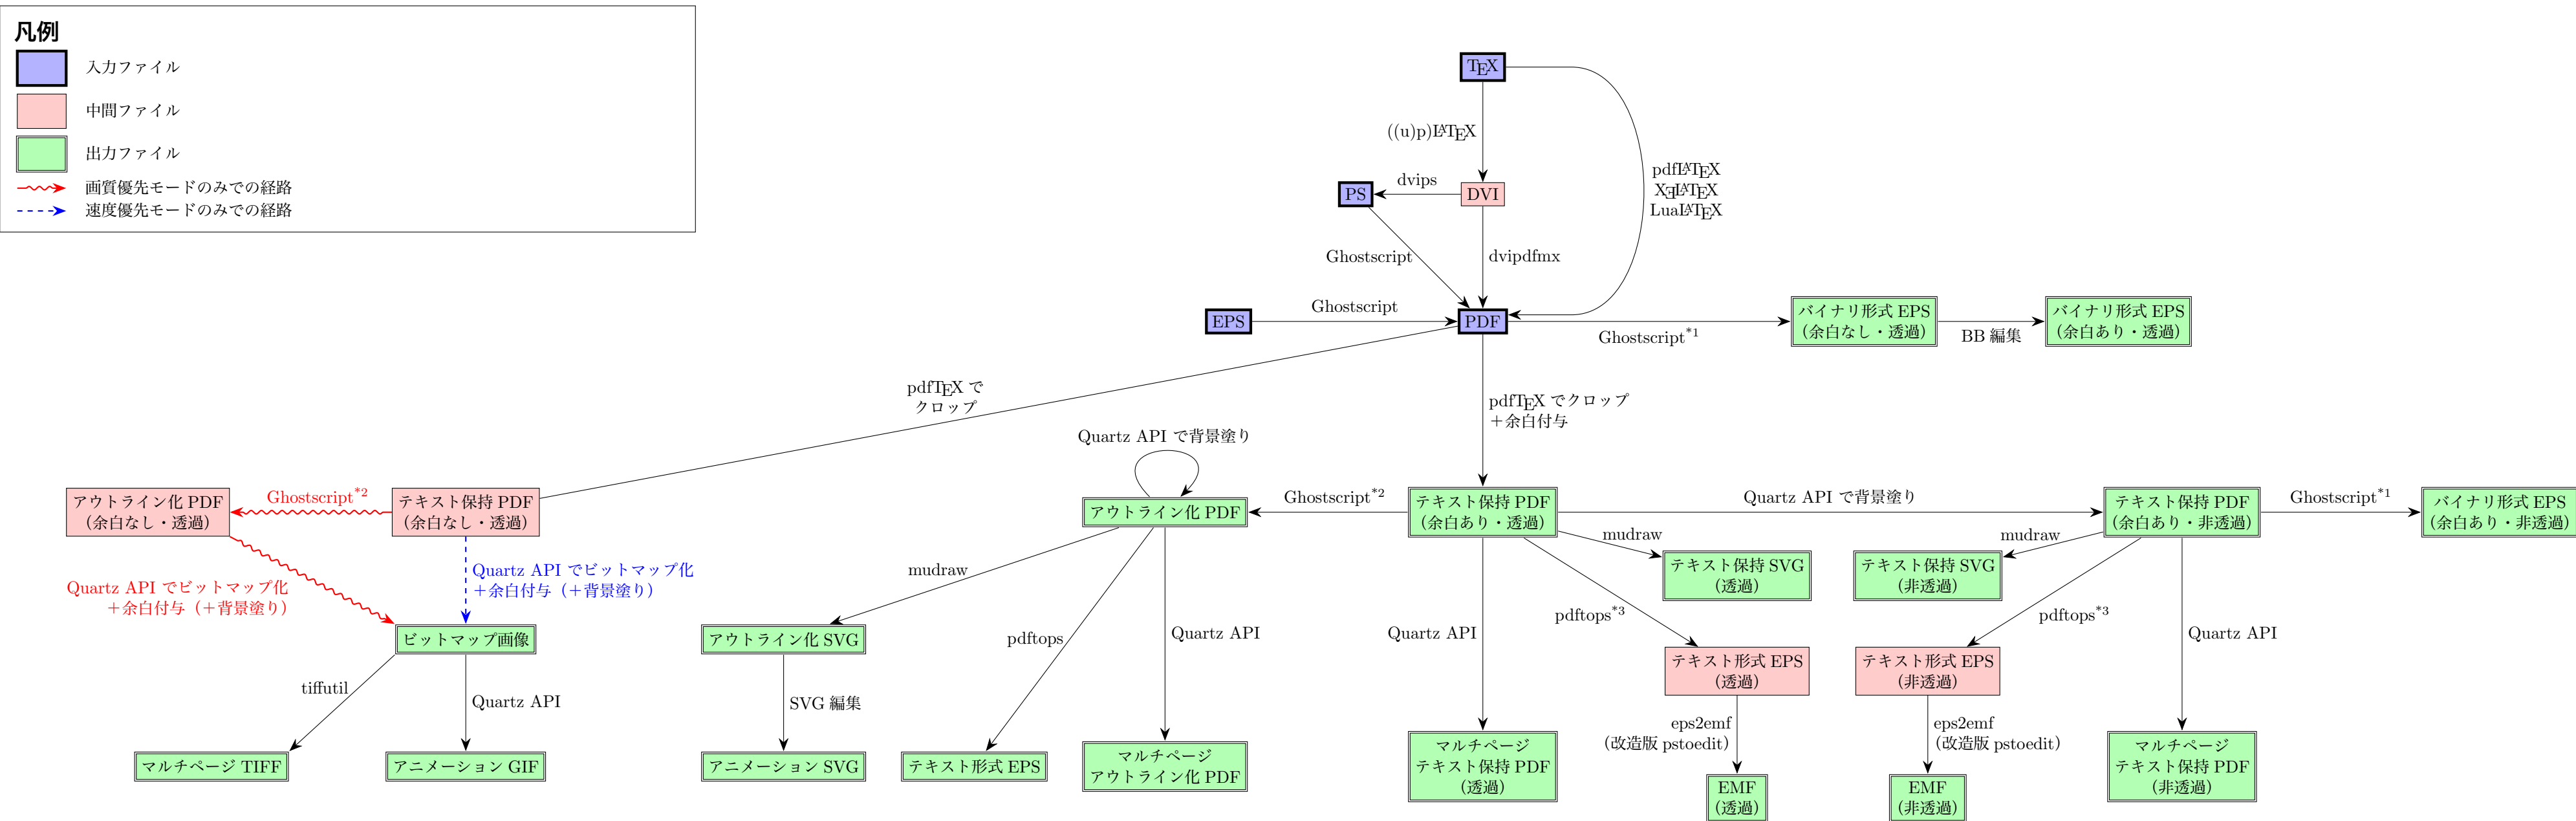 凡例
入力ファイル
中間ファイル
出力ファイル
画質優先モードのみでの経路
速度優先モードのみでの経路
TEX
((u)p)LATEX
pdfLATEX
XELATEX
LuaLATEX
PS
dvips
DVI
Ghostscript
dvipdfmx
EPS
Ghostscript
PDF
Ghostscript*1
バイナリ形式 EPS
(余白なし・透過)
BB 編集
バイナリ形式 EPS
(余白あり・透過)
pdfTEX で
クロップ
pdfTEX でクロップ
＋余白付与
Quartz API で背景塗り
アウトライン化 PDF
(余白なし・透過)
Ghostscript*2
テキスト保持 PDF
(余白なし・透過)
アウトライン化 PDF
Ghostscript*2
テキスト保持 PDF
(余白あり・透過)
Quartz API で背景塗り
テキスト保持 PDF
(余白あり・非透過)
Ghostscript*1
バイナリ形式 EPS
(余白あり・非透過)
Quartz API でビットマップ化
＋余白付与（＋背景塗り）
Quartz API でビットマップ化
＋余白付与（＋背景塗り）
mudraw
mudraw
テキスト保持 SVG
(透過)
mudraw
テキスト保持 SVG
(非透過)
ビットマップ画像
アウトライン化 SVG
pdftops
Quartz API
Quartz API
pdftops*3
pdftops*3
Quartz API
テキスト形式 EPS
(透過)
テキスト形式 EPS
(非透過)
tiffutil
Quartz API
SVG 編集
eps2emf
(改造版 pstoedit)
eps2emf
(改造版 pstoedit)
マルチページ TIFF
アニメーション GIF
アニメーション SVG
テキスト形式 EPS
マルチページ
アウトライン化 PDF
マルチページ
テキスト保持 PDF
(透過)
EMF
(透過)
EMF
(非透過)
マルチページ
テキスト保持 PDF
(非透過)